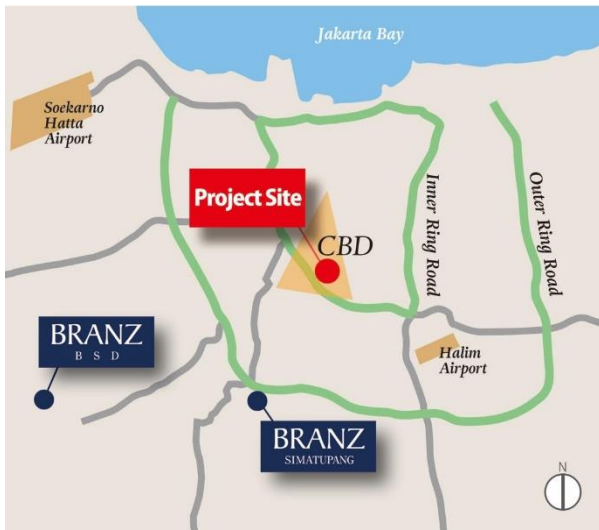 Jakarta Bay
Soekarno
Hatta
Airport
Project Site
CBD
Inner Ring Road
Outer Ring Road
BRANZ
BSD
Halim
Airport
BRANZ
SIMATUPANG
N